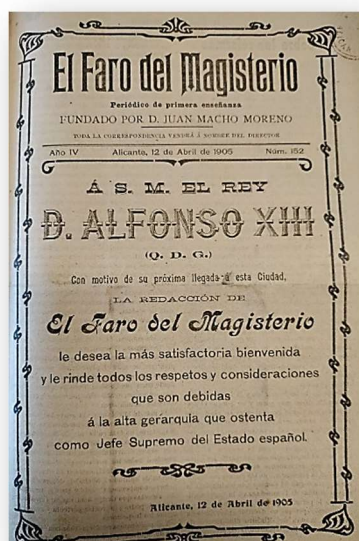 El Faro del Magisterio
Periódico de primera enseñanza
FUNDADO POR D. JUAN MACHO MORENO
TODA LA CORRESPONDENCIA VENDRÁ Á NOMBRE DEL DIRECTOR
Año IV Alicante, 12 de Abril de 1905 Núm. 152
Á S. M. EL REY
D. ALFONSO XIII
(Q. D. G.)
Con motivo de su próxima llegada á esta Ciudad,
LA REDACCIÓN DE
El Faro del Magisterio
le desea la más satisfactoria bienvenida
y le rinde todos los respetos y consideraciones
que son debidas
á la alta gerarquia que ostenta
como Jefe Supremo del Estado español.
Alicante, 12 de Abril de 1905